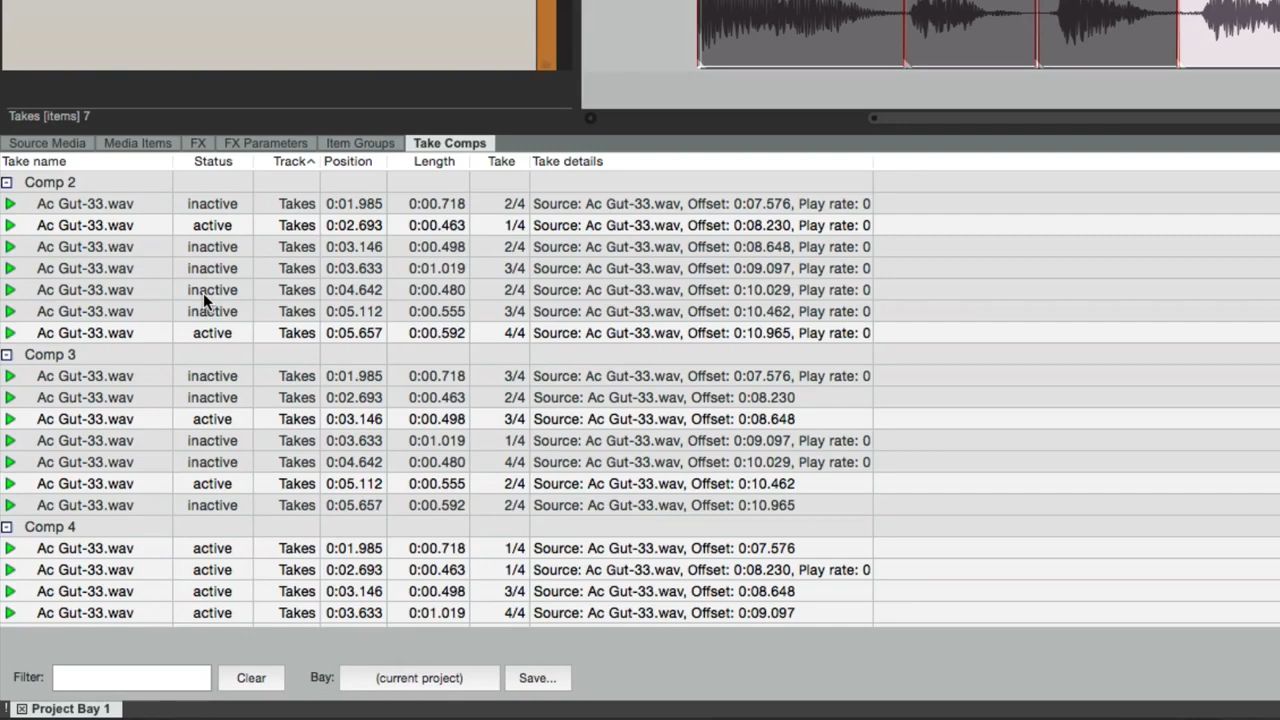 Takes [items] 7
Source Media Media Items FX FX Parameters Item Groups Take Comps
Take name Status Track Position Length Take Take details
Comp 2
Ac Gut-33.wav inactive Takes 0:01.985 0:00.718 2/4 Source: Ac Gut-33.wav, Offset: 0:07.576, Play rate: 0
Ac Gut-33.wav active Takes 0:02.693 0:00.463 1/4 Source: Ac Gut-33.wav, Offset: 0:08.230, Play rate: 0
Ac Gut-33.wav inactive Takes 0:03.146 0:00.498 2/4 Source: Ac Gut-33.wav, Offset: 0:08.648, Play rate: 0
Ac Gut-33.wav inactive Takes 0:03.633 0:01.019 3/4 Source: Ac Gut-33.wav, Offset: 0:09.097, Play rate: 0
Ac Gut-33.wav inactive Takes 0:04.642 0:00.480 2/4 Source: Ac Gut-33.wav, Offset: 0:10.029, Play rate: 0
Ac Gut-33.wav inactive Takes 0:05.112 0:00.555 3/4 Source: Ac Gut-33.wav, Offset: 0:10.462, Play rate: 0
Ac Gut-33.wav active Takes 0:05.657 0:00.592 4/4 Source: Ac Gut-33.wav, Offset: 0:10.965, Play rate: 0
Comp 3
Ac Gut-33.wav inactive Takes 0:01.985 0:00.718 3/4 Source: Ac Gut-33.wav, Offset: 0:07.576, Play rate: 0
Ac Gut-33.wav inactive Takes 0:02.693 0:00.463 2/4 Source: Ac Gut-33.wav, Offset: 0:08.230
Ac Gut-33.wav active Takes 0:03.146 0:00.498 3/4 Source: Ac Gut-33.wav, Offset: 0:08.648
Ac Gut-33.wav inactive Takes 0:03.633 0:01.019 1/4 Source: Ac Gut-33.wav, Offset: 0:09.097, Play rate: 0
Ac Gut-33.wav inactive Takes 0:04.642 0:00.480 4/4 Source: Ac Gut-33.wav, Offset: 0:10.029, Play rate: 0
Ac Gut-33.wav active Takes 0:05.112 0:00.555 2/4 Source: Ac Gut-33.wav, Offset: 0:10.462
Ac Gut-33.wav inactive Takes 0:05.657 0:00.592 2/4 Source: Ac Gut-33.wav, Offset: 0:10.965
Comp 4
Ac Gut-33.wav active Takes 0:01.985 0:00.718 1/4 Source: Ac Gut-33.wav, Offset: 0:07.576
Ac Gut-33.wav active Takes 0:02.693 0:00.463 1/4 Source: Ac Gut-33.wav, Offset: 0:08.230, Play rate: 0
Ac Gut-33.wav active Takes 0:03.146 0:00.498 3/4 Source: Ac Gut-33.wav, Offset: 0:08.648
Ac Gut-33.wav active Takes 0:03.633 0:01.019 4/4 Source: Ac Gut-33.wav, Offset: 0:09.097
Filter: Clear Bay: (current project) Save...
! Project Bay 1